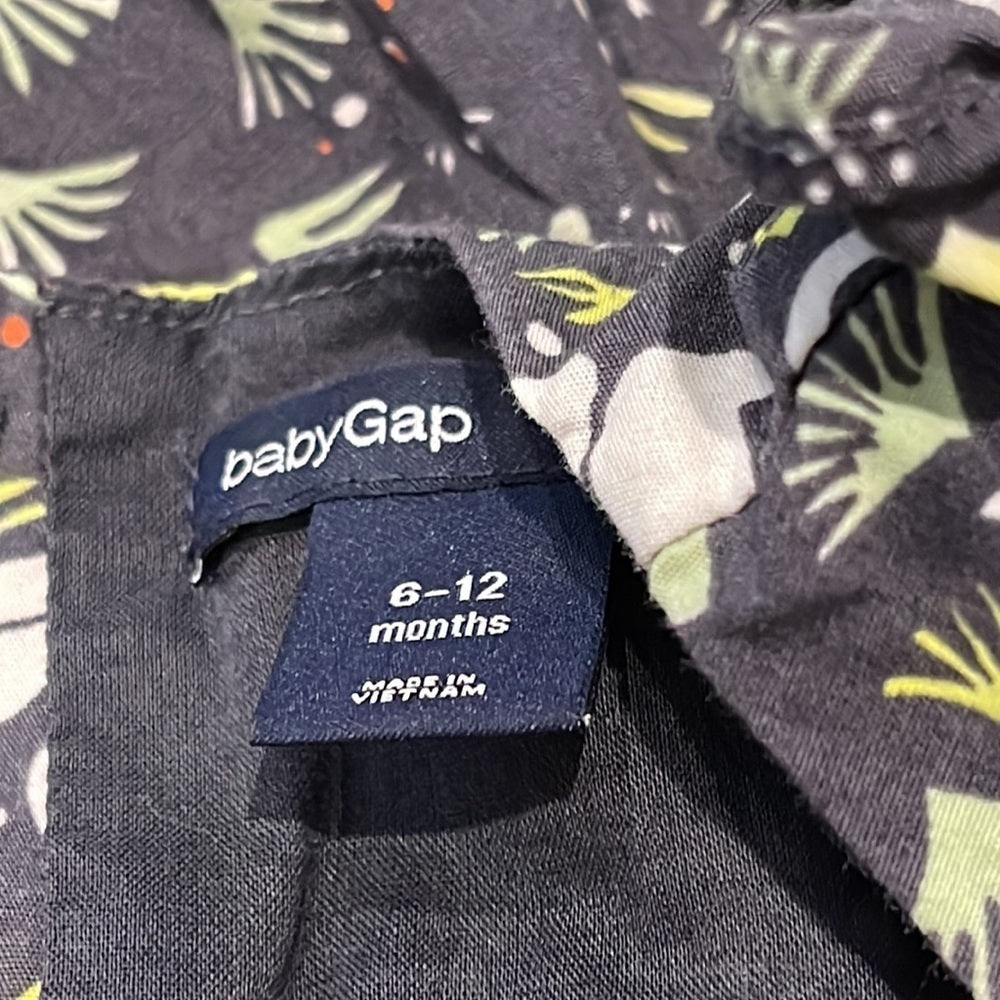 babyGap
6-12
months
MADE IN
VIETNAM